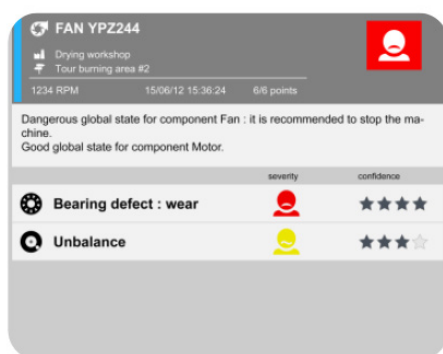 FAN YPZ244
Drying workshop
Tour burning area #2
1234 RPM 15/06/12 15:36:24 6/6 points
Dangerous global state for component Fan : it is recommended to stop the ma-
chine.
Good global state for component Motor.
severity confidence
Bearing defect : wear
Unbalance